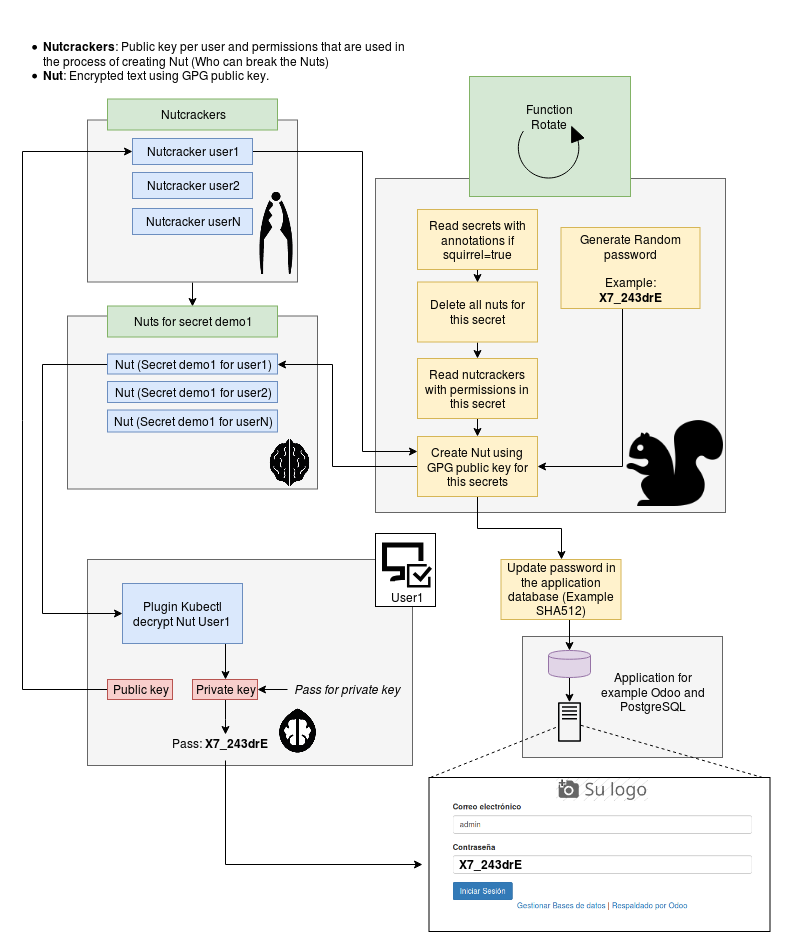 Nutcrackers: Public key per user and permissions that are used in
the process of creating Nut (Who can break the Nuts)
Nut: Encrypted text using GPG public key.
Nutcrackers
Nutcracker user1
Nutcracker user2
Nutcracker userN
Function
Rotate
Read secrets with
annotations if
squirrel=true
Delete all nuts for
this secret
Read nutcrackers
with permissions in
this secret
Create Nut using
GPG public key for
this secrets
Generate Random
password
Example:
X7_243drE
Nuts for secret demo1
Nut (Secret demo1 for user1)
Nut (Secret demo1 for user2)
Nut (Secret demo1 for userN)
User1
Plugin Kubectl
decrypt Nut User1
Public key
Private key
Pass for private key
Pass: X7_243drE
Update password in
the application
database (Example
SHA512)
Application for
example Odoo and
PostgreSQL
Su logo
Correo electrónico
admin
Contraseña
X7_243drE
Iniciar Sesión
Gestionar Bases de datos | Respaldado por Odoo